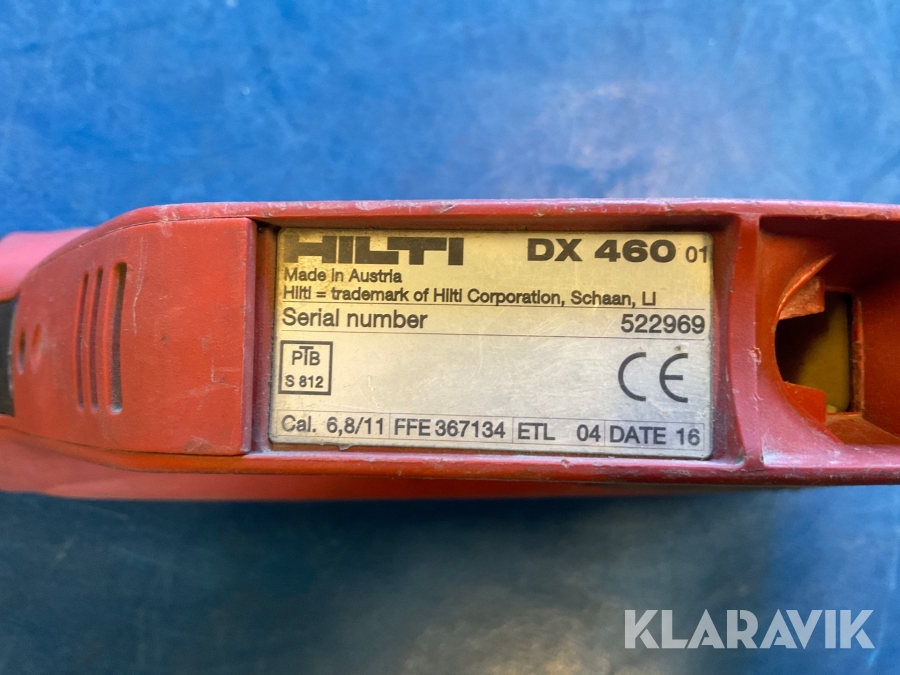 HILTI DX 460 01
Made in Austria
Hilti = trademark of Hilti Corporation, Schaan, LI
Serial number 522969
PTB
S 812
CE
Cal. 6,8/11 FFE 367134 ETL 04 DATE 16
KLARAVIK